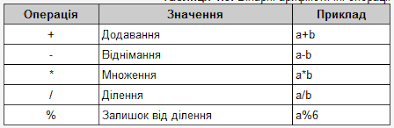 Операція Значення Приклад
+ Додавання a+b
- Віднімання a-b
* Множення a*b
/ Ділення a/b
% Залишок від ділення a%6